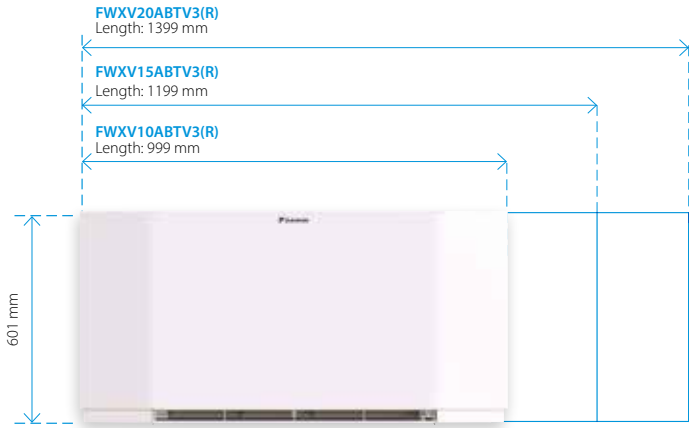 FWXV20ABTV3(R)
Length: 1399 mm
FWXV15ABTV3(R)
Length: 1199 mm
FWXV10ABTV3(R)
Length: 999 mm
601 mm